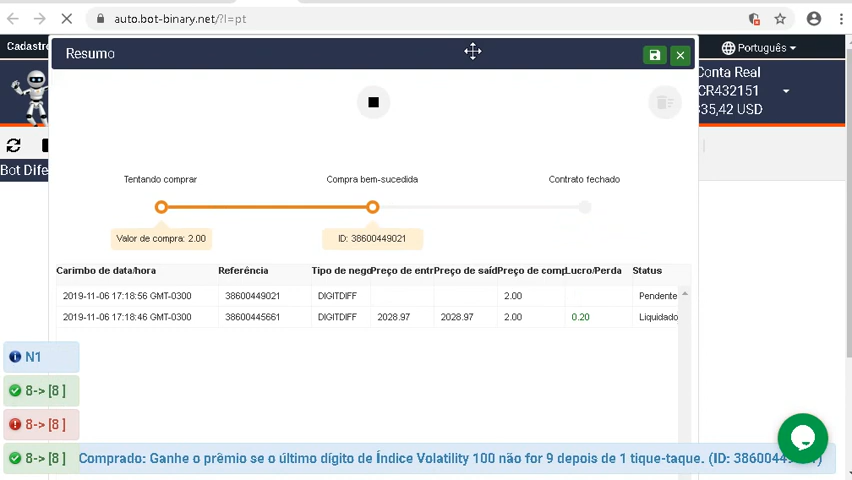 auto.bot-binary.net/?l=pt
Cadastro
Resumo
Português
Conta Real
CR432151
35,42 USD
Bot Dife
Tentando comprar
Compra bem-sucedida
Contrato fechado
Valor de compra: 2.00
ID: 38600449021
Carimbo de data/hora Referência Tipo de nego Preço de entr Preço de saíd Preço de comp Lucro/Perda Status
2019-11-06 17:18:56 GMT-0300 38600449021 DIGITDIFF 2.00 Pendente
2019-11-06 17:18:46 GMT-0300 38600445661 DIGITDIFF 2028.97 2028.97 2.00 0.20 Liquidado
N1
8-> [8 ]
8-> [8 ]
8-> [8 ]
Comprado: Ganhe o prêmio se o último dígito de Índice Volatility 100 não for 9 depois de 1 tique-taque. (ID: 386004